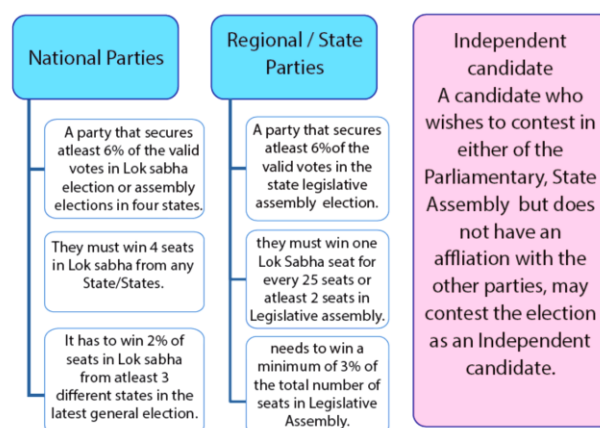 National Parties
A party that secures
atleast 6% of the valid
votes in Lok sabha
election or assembly
elections in four states.
They must win 4 seats
in Lok sabha from any
State/States.
It has to win 2% of
seats in Lok sabha
from atleast 3
different states in the
latest general election.
Regional / State
Parties
A party that secures
atleast 6%of the
valid votes in the
state legislative
assembly election.
they must win one
Lok Sabha seat for
every 25 seats or
atleast 2 seats in
Legislative assembly.
needs to win a
minimum of 3% of
the total number of
seats in Legislative
Assembly.
Independent
candidate
A candidate who
wishes to contest in
either of the
Parliamentary, State
Assembly but does
not have an
affliation with the
other parties, may
contest the election
as an Independent
candidate.